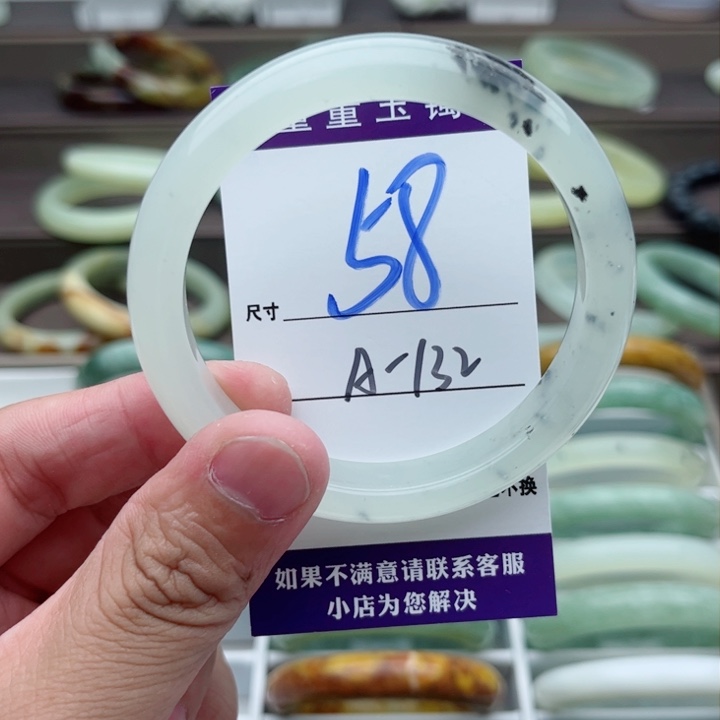 重玉镯
58
尺寸
A-132
不换
如果不满意请联系客服
小店为您解决